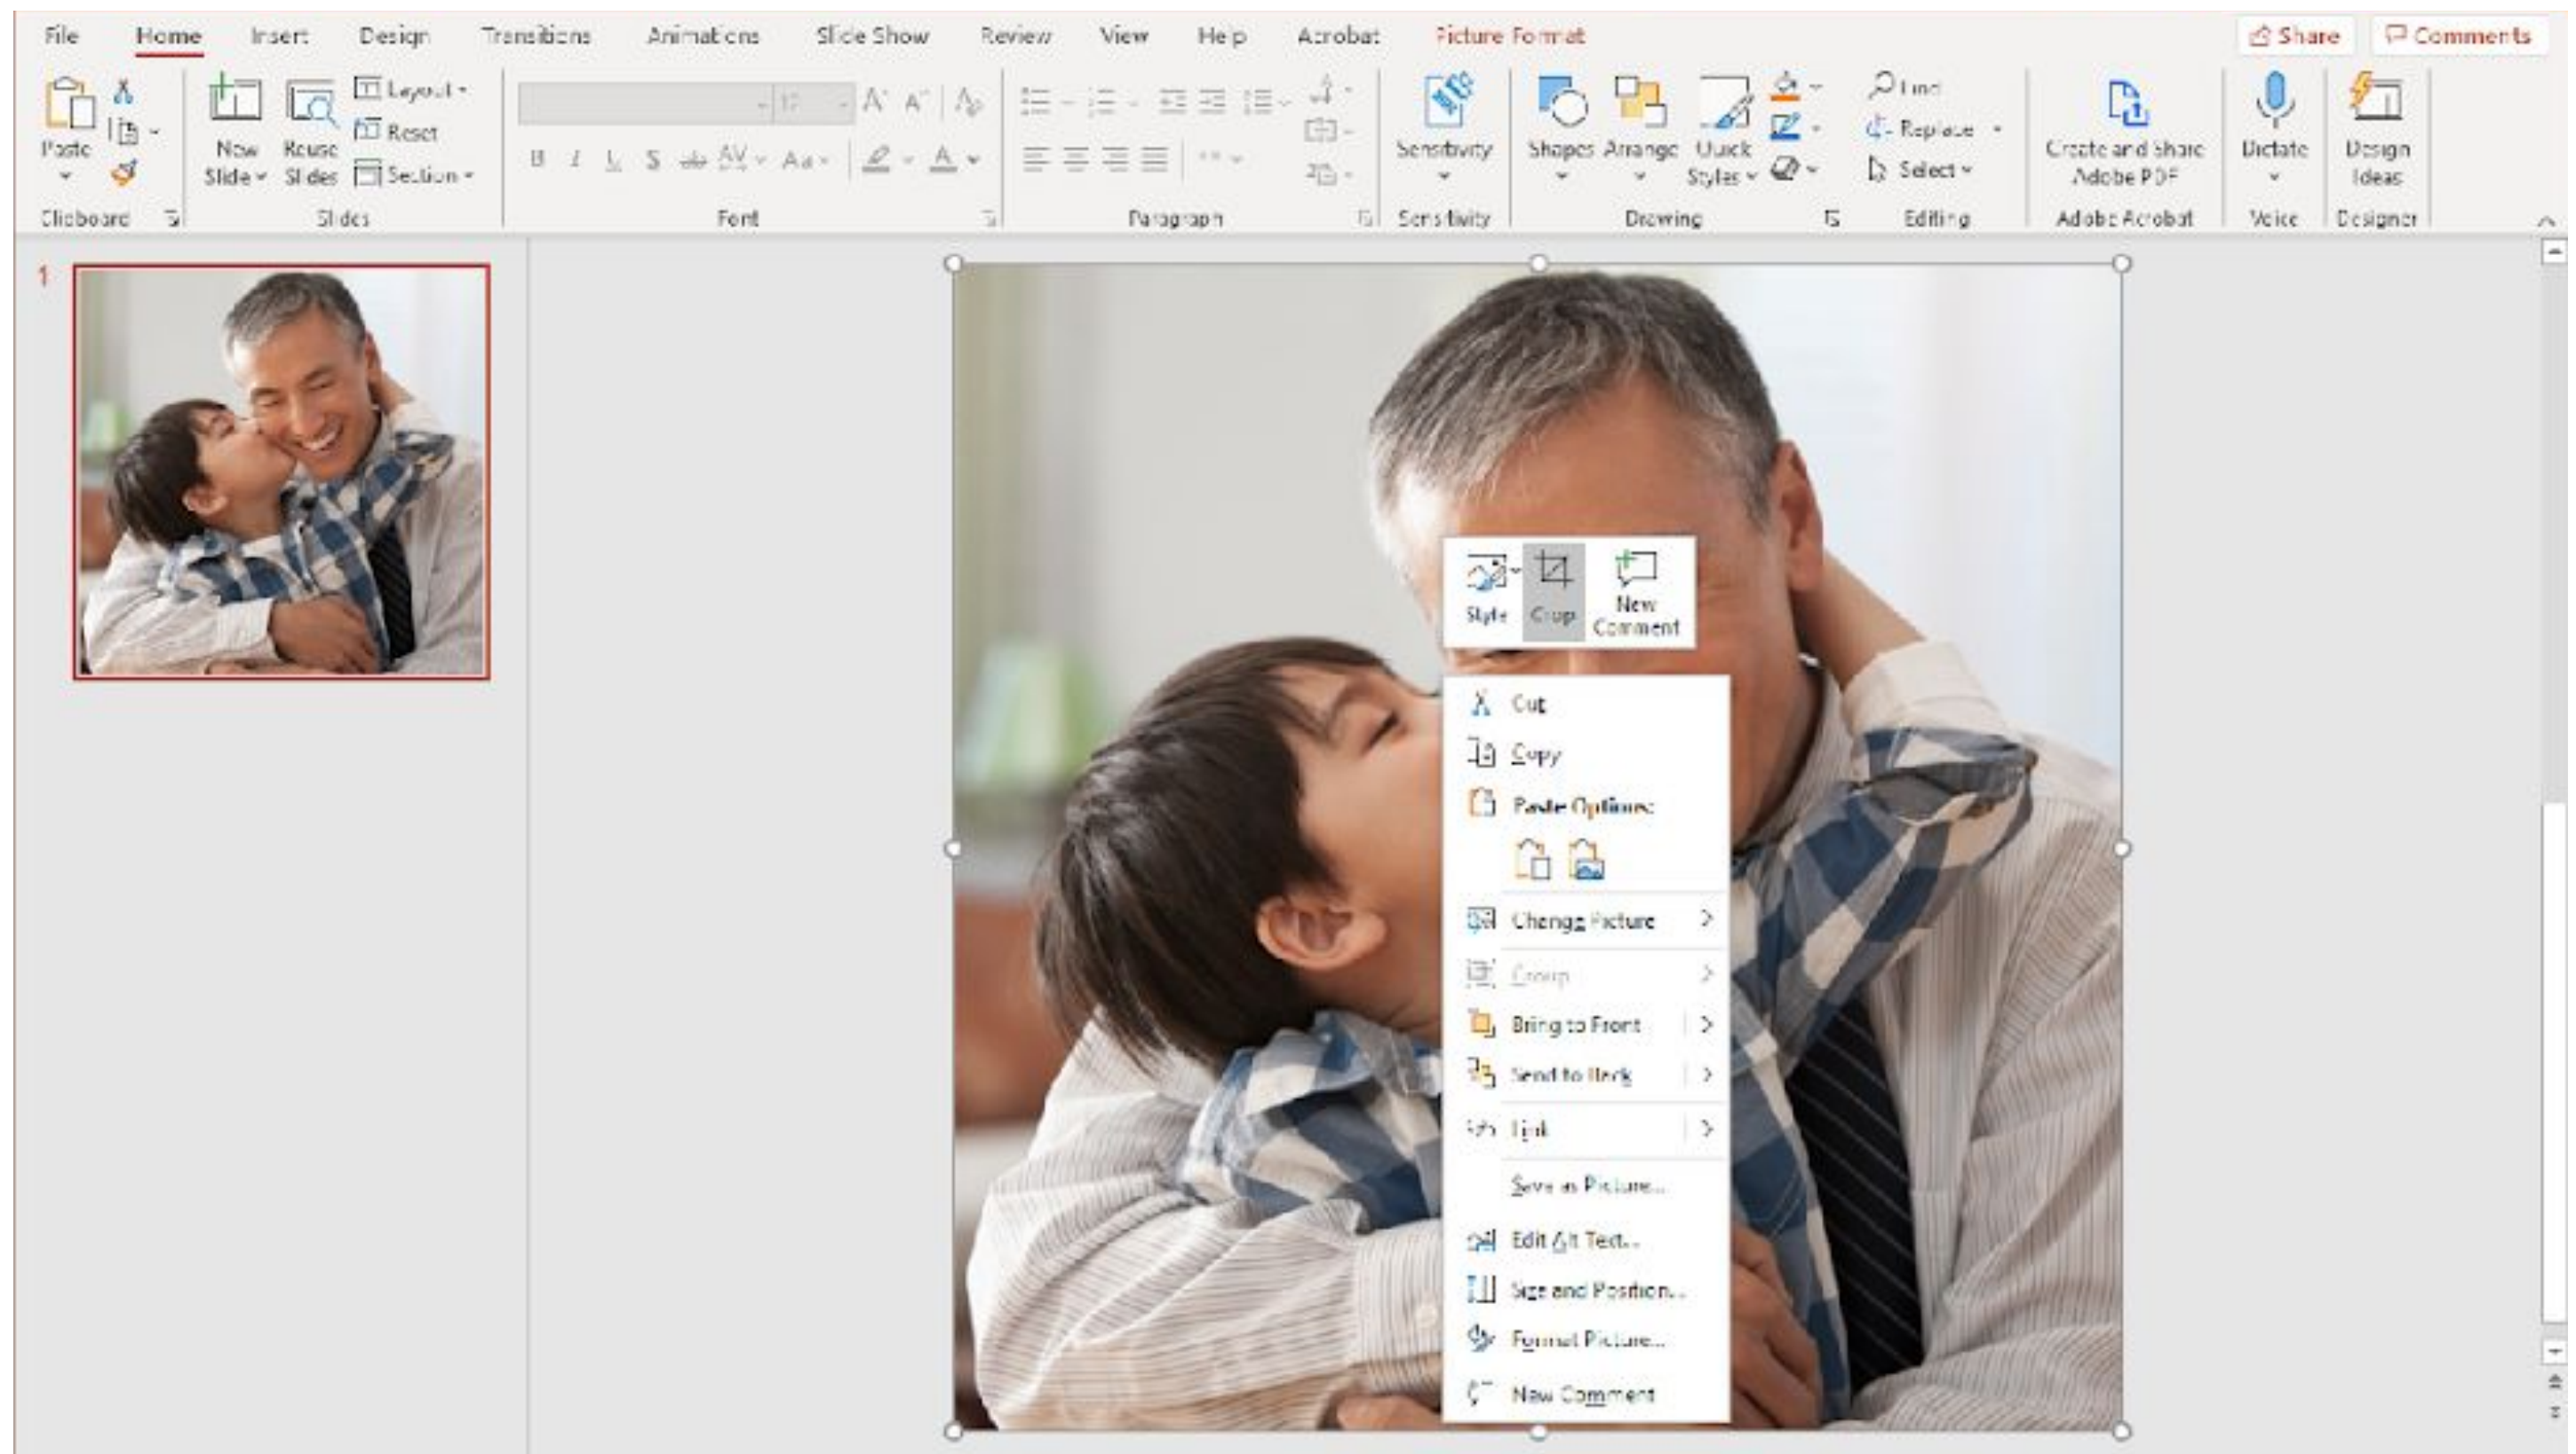 File Home Insert Design Transitions Animations Slide Show Review View Help Acrobat Picture Format Share Comments
Paste
New Slide
Reuse Slides
Layout
Reset
Section
12
B I U S ab AV Aa A
Sensitivity
Shapes
Arrange
Quick Styles
Find
Replace
Select
Create and Share Adobe PDF
Dictate
Design Ideas
Clipboard Slides Font Paragraph Sensitivity Drawing Editing Adobe Acrobat Voice Designer
1
Style
Crop
New Comment
Cut
Copy
Paste Options:
Change Picture
Group
Bring to Front
Send to Back
Link
Save as Picture...
Edit Alt Text...
Size and Position...
Format Picture...
New Comment